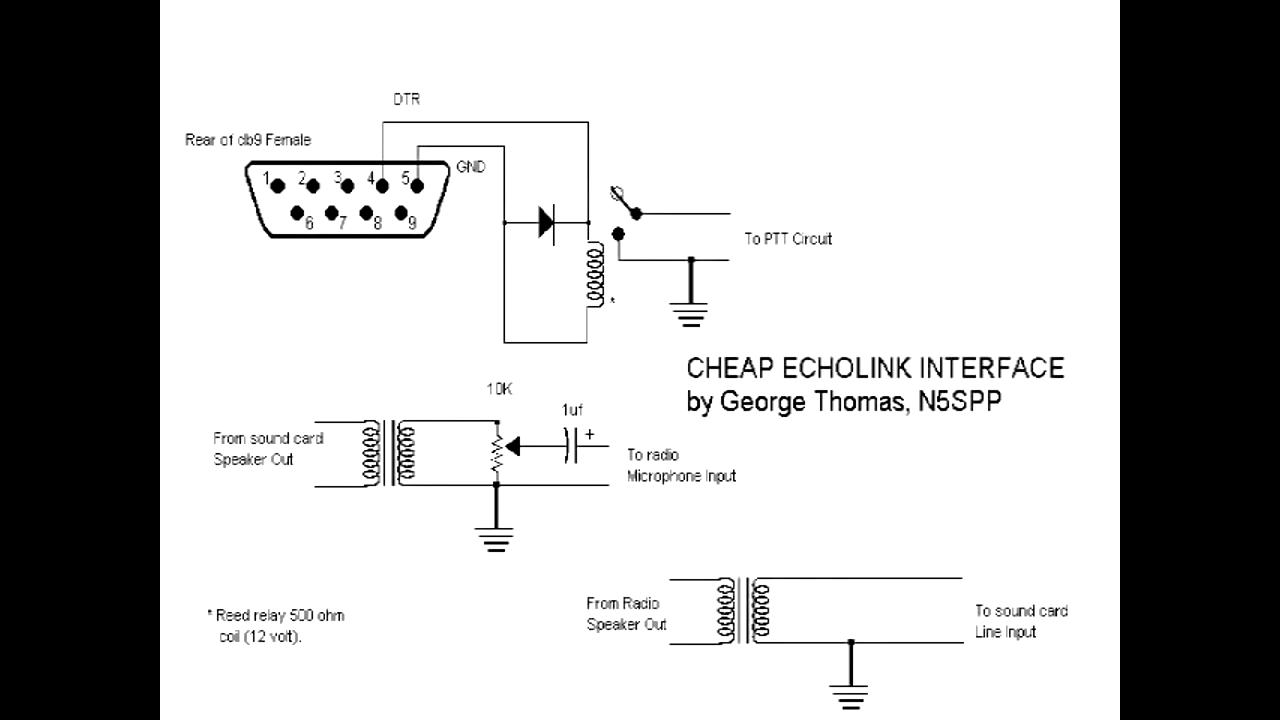 DTR
Rear of db9 Female
GND
1 2 3 4 5
6 7 8 9
To PTT Circuit
*
CHEAP ECHOLINK INTERFACE
by George Thomas, N5SPP
10K
1uf
+
From sound card
Speaker Out
To radio
Microphone Input
From Radio
Speaker Out
To sound card
Line Input
* Reed relay 500 ohm
coil (12 volt).